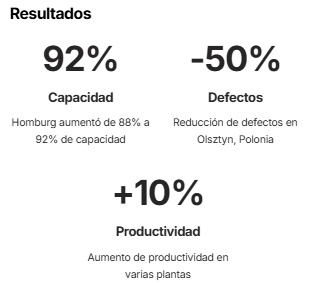 Resultados
92%
Capacidad
Homburg aumentó de 88% a
92% de capacidad
-50%
Defectos
Reducción de defectos en
Olsztyn, Polonia
+10%
Productividad
Aumento de productividad en
varias plantas